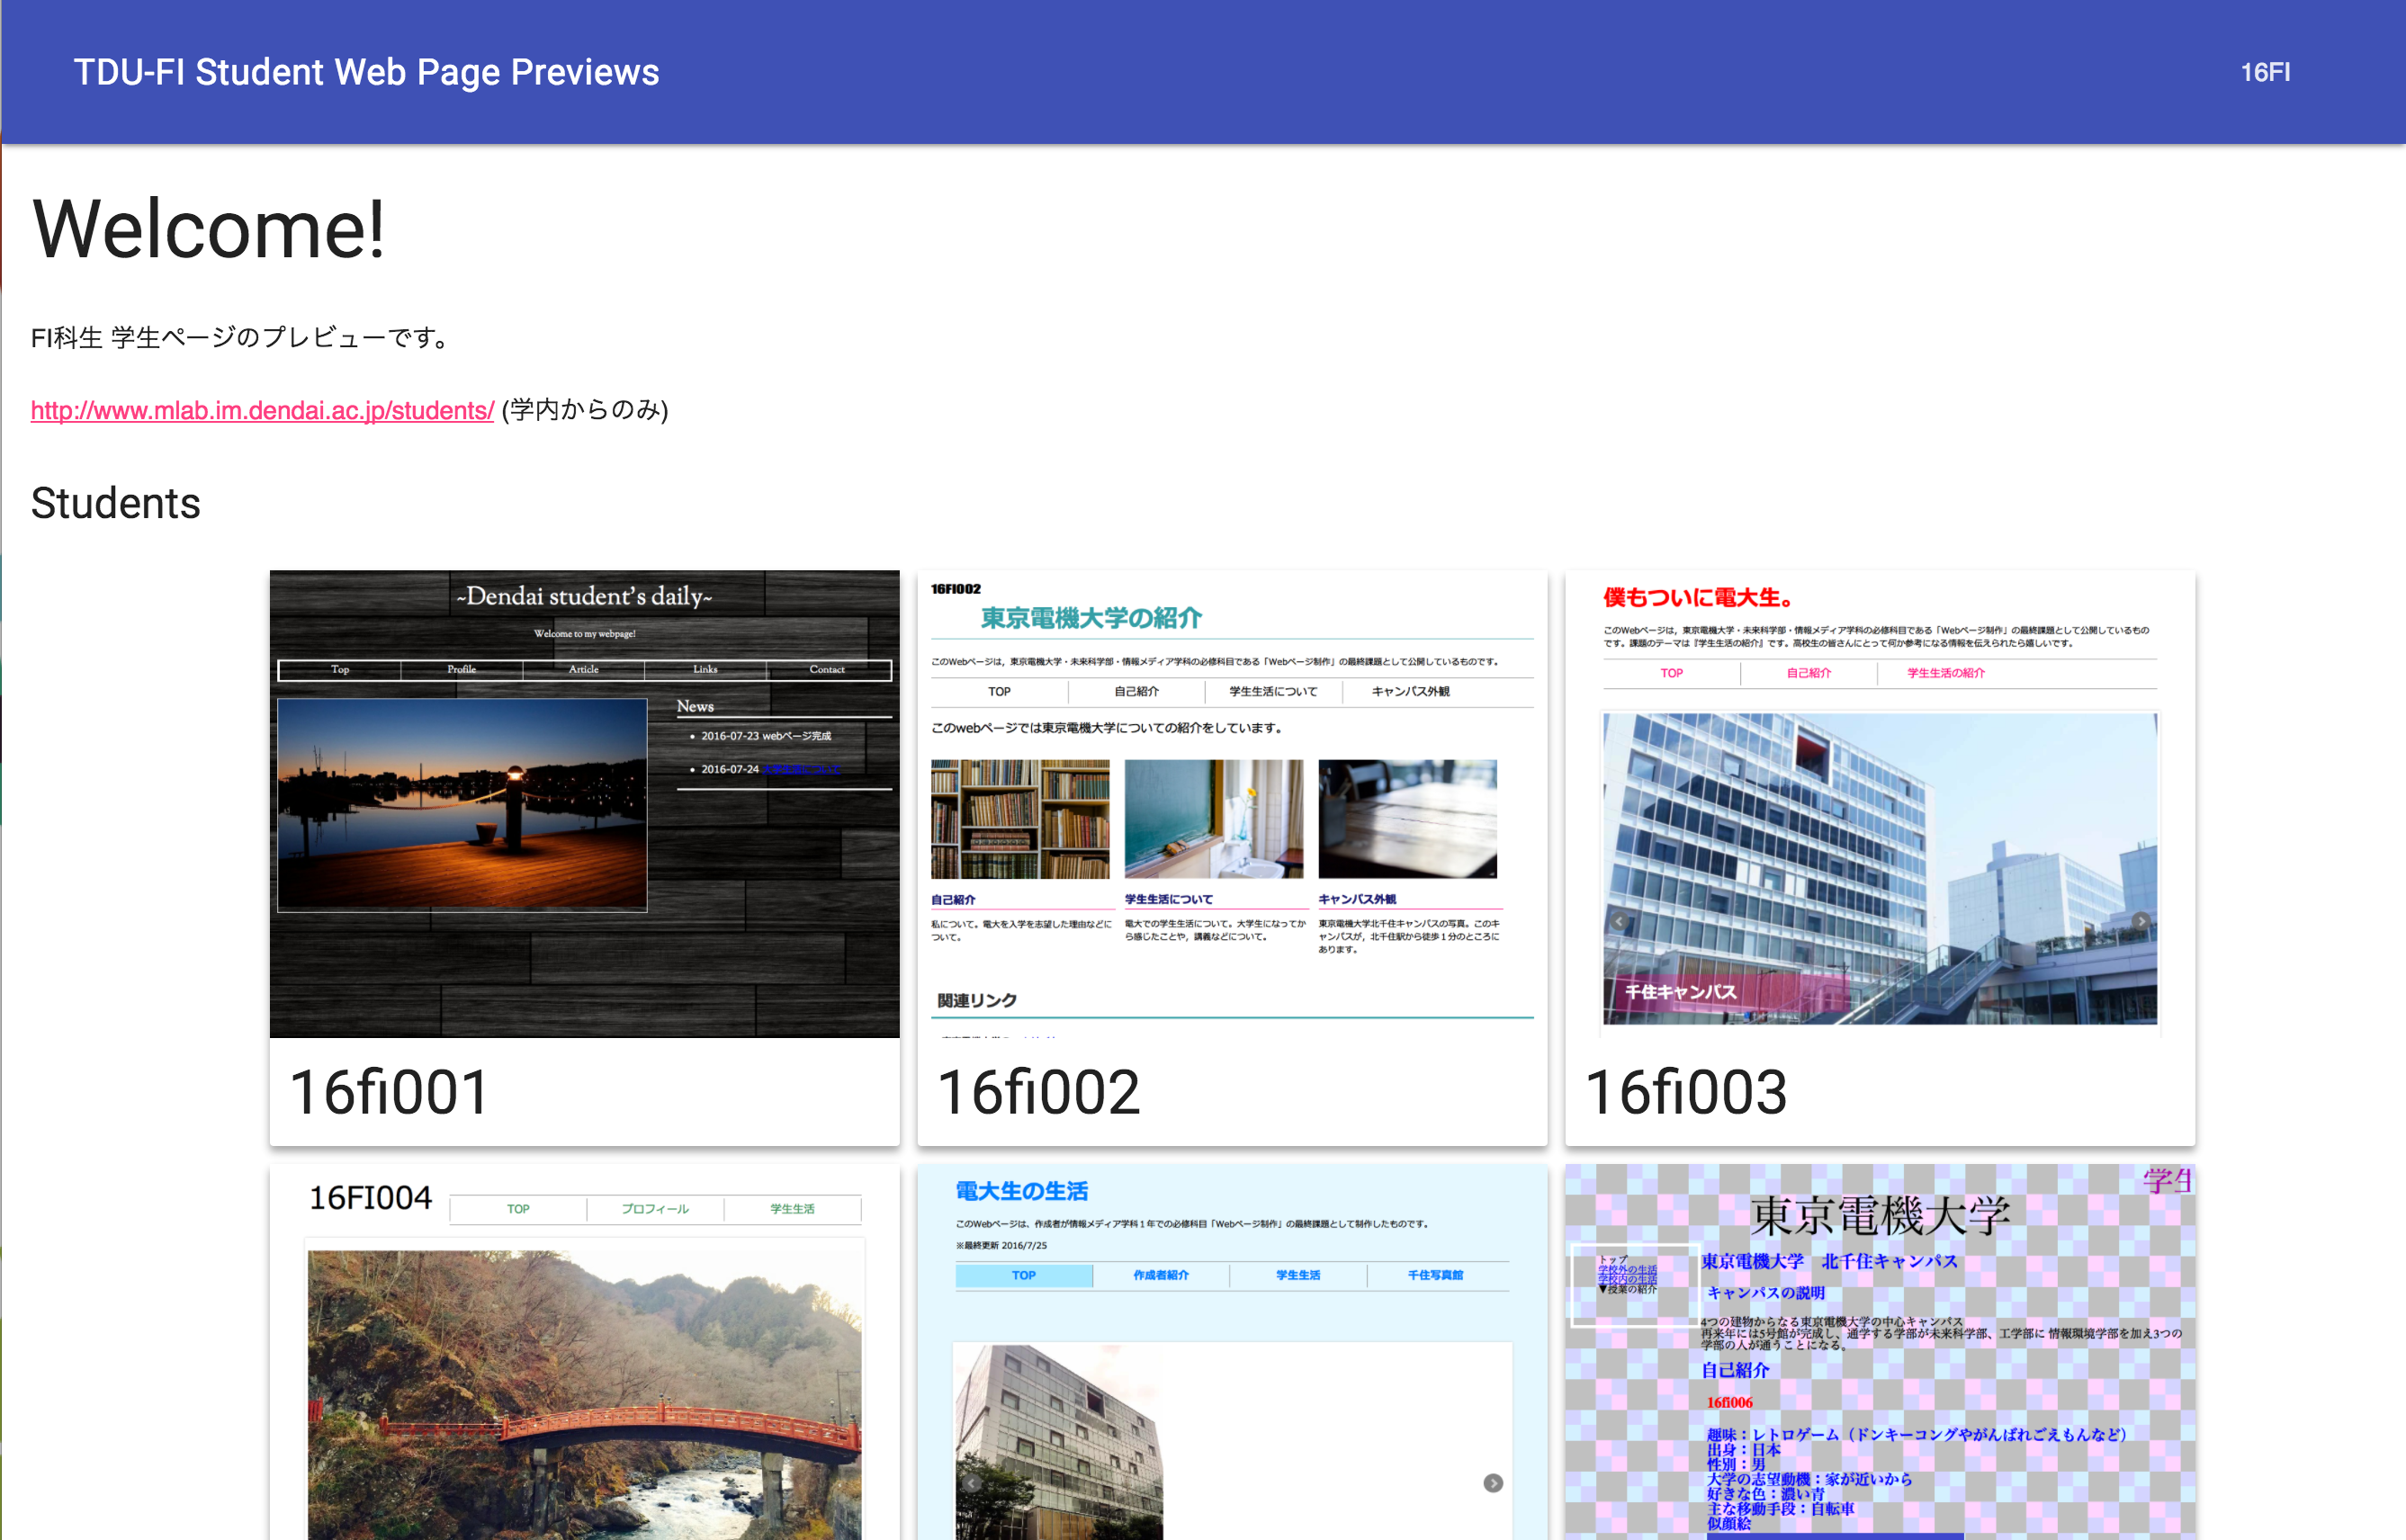 TDU-FI Student Web Page Previews
16FI
Welcome!
FI科生 学生ページのプレビューです。
http://www.mlab.im.dendai.ac.jp/students/ (学内からのみ)
Students
~Dendai student's daily~
Welcome to my webpage!
Top Profile Article Links Contact
News
• 2016-07-23 webページ完成
• 2016-07-24
16fi001
16FI002
東京電機大学の紹介
このWebページは，東京電機大学・未来科学部・情報メディア学科の必修科目である「Webページ制作」の最終課題として公開しているものです。
TOP 自己紹介 学生生活について キャンパス外観
このwebページでは東京電機大学についての紹介をしています。
自己紹介
私について。電大を入学を志望した理由などに
ついて。
学生生活について
電大での学生生活について。大学生になってか
ら感じたことや，講義などについて。
キャンパス外観
東京電機大学北千住キャンパスの写真。このキ
ャンパスが，北千住駅から徒歩１分のところに
あります。
関連リンク
16fi002
僕もついに電大生。
このWebページは，東京電機大学・未来科学部・情報メディア学科の必修科目である「Webページ制作」の最終課題として公開しているもの
です。課題のテーマは『学生生活の紹介』です。高校生の皆さんにとって何か参考になる情報を伝えられたら嬉しいです。
TOP 自己紹介 学生生活の紹介
千住キャンパス
16fi003
16FI004
TOP プロフィール 学生生活
電大生の生活
このWebページは、作成者が情報メディア学科１年での必修科目「Webページ制作」の最終課題として制作したものです。
※最終更新 2016/7/25
TOP 作成者紹介 学生生活 千住写真館
学生
東京電機大学
トップ
学校外の生活
学校内の生活
▼授業の紹介
東京電機大学　北千住キャンパス
キャンパスの説明
4つの建物からなる東京電機大学の中心キャンパス
再来年には5号館が完成し、通学する学部が未来科学部、工学部に 情報環境学部を加え3つの
学部の人が通うことになる。
自己紹介
16fi006
趣味：レトロゲーム（ドンキーコングやがんばれごえもんなど）
出身：日本
性別：男
大学の志望動機：家が近いから
好きな色：濃い青
主な移動手段：自転車
似顔絵